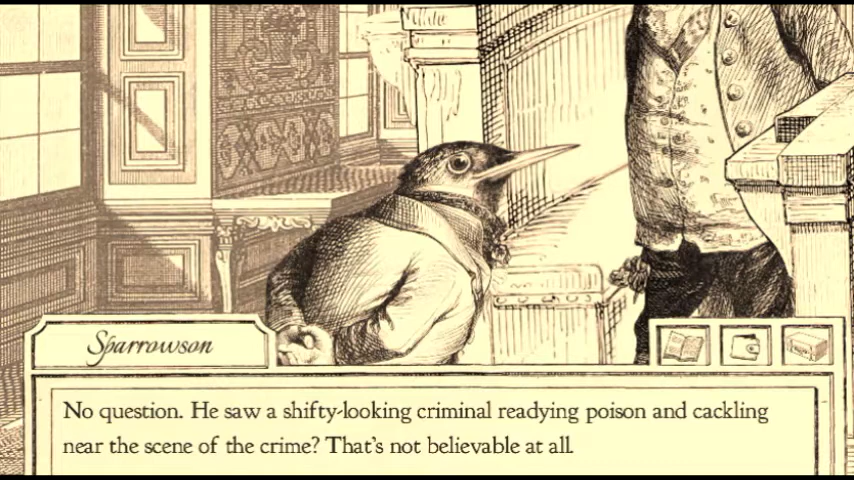 Sparrowson
No question. He saw a shifty-looking criminal readying poison and cackling
near the scene of the crime? That's not believable at all.